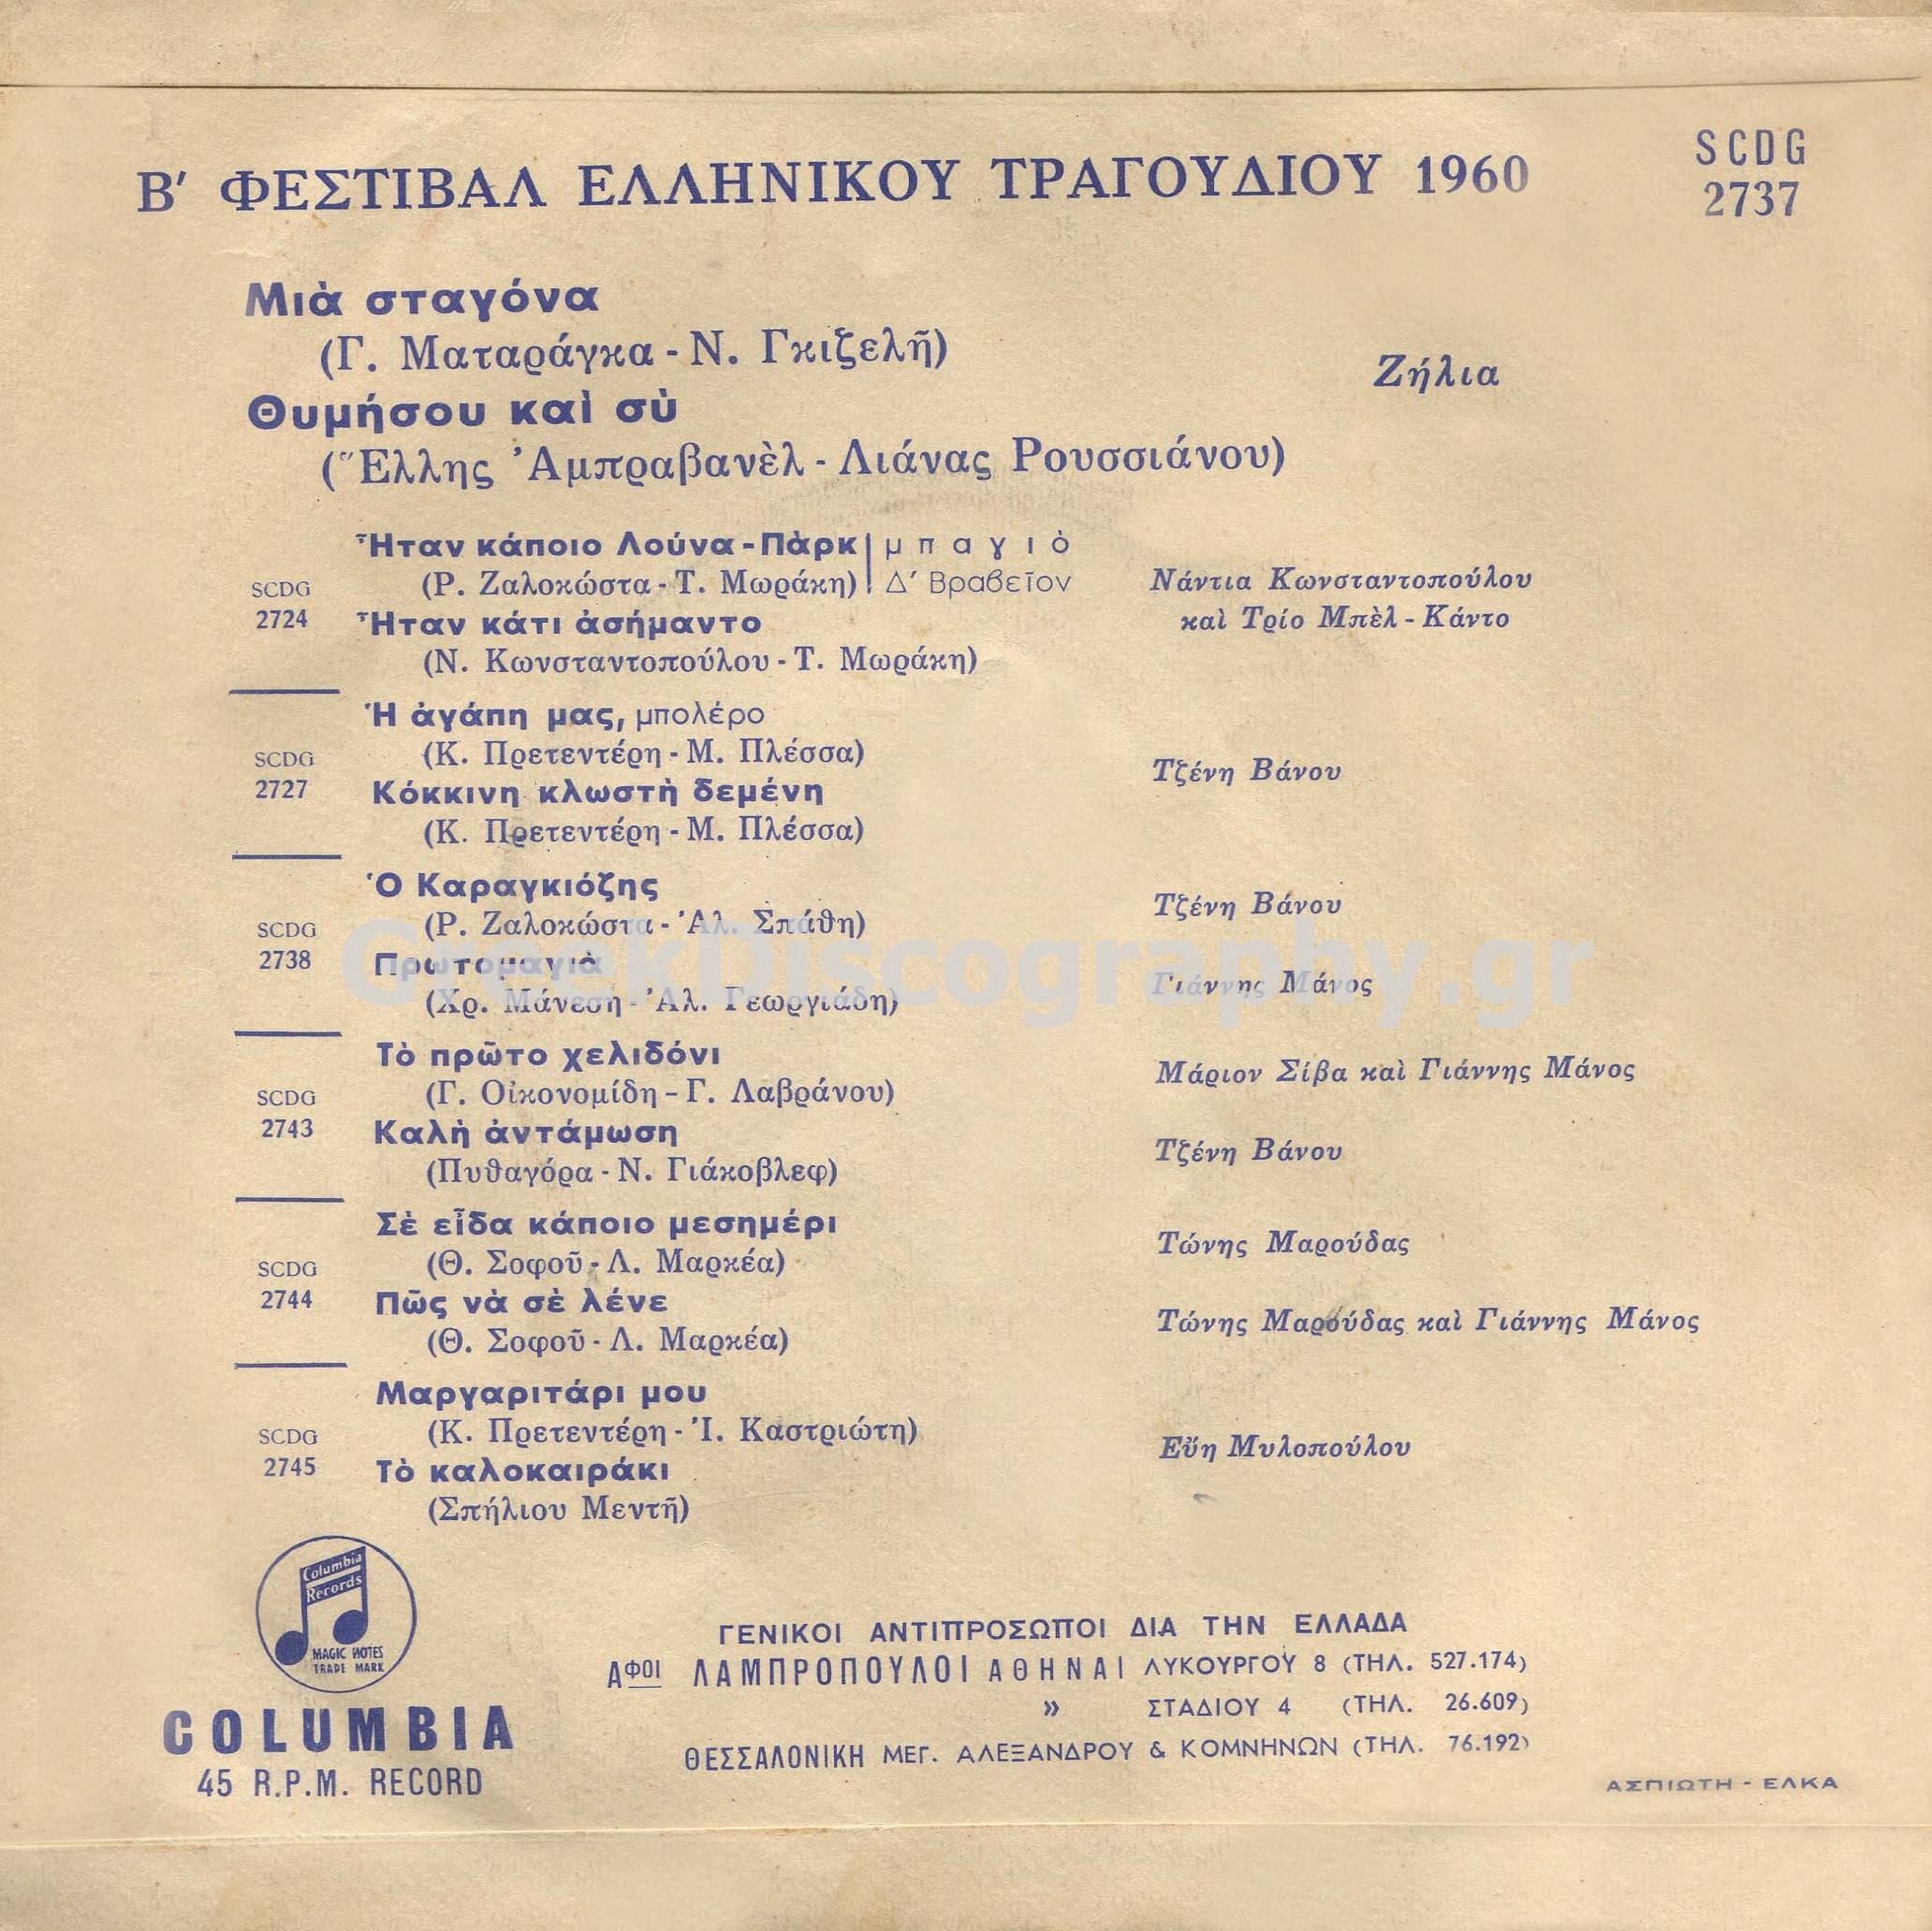 Β' ΦΕΣΤΙΒΑΛ ΕΛΛΗΝΙΚΟΥ ΤΡΑΓΟΥΔΙΟΥ 1960
SCDG
2737
Μιὰ σταγόνα
(Γ. Ματαράγκα - Ν. Γκιζελῆ)
Ζήλια
Θυμήσου καὶ σὺ
(Ἕλλης Ἀμπραβανὲλ - Λιάνας Ρουσσιάνου)
Ἦταν κάποιο Λούνα - Πὰρκ | μπαγιὸ
SCDG
2724
(Ρ. Ζαλοκώστα - Τ. Μωράκη) | Δ' Βραβεῖον
Νάντια Κωνσταντοπούλου
καὶ Τρίο Μπὲλ - Κάντο
Ἦταν κάτι ἀσήμαντο
(Ν. Κωνσταντοπούλου - Τ. Μωράκη)
Ἡ ἀγάπη μας, μπολέρο
SCDG
2727
(Κ. Πρετεντέρη - Μ. Πλέσσα)
Τζένη Βάνου
Κόκκινη κλωστὴ δεμένη
(Κ. Πρετεντέρη - Μ. Πλέσσα)
Ὁ Καραγκιόζης
SCDG
2738
(Ρ. Ζαλοκώστα - Ἀλ. Σπάθη)
Τζένη Βάνου
Πρωτομαγιὰ
(Χρ. Μάνεση - Ἀλ. Γεωργιάδη)
Γιάννης Μάνος
GreekDiscography.gr
Τὸ πρῶτο χελιδόνι
SCDG
2743
(Γ. Οἰκονομίδη - Γ. Λαβράνου)
Μάριον Σίβα καὶ Γιάννης Μάνος
Καλὴ ἀντάμωση
(Πυθαγόρα - Ν. Γιάκοβλεφ)
Τζένη Βάνου
Σὲ εἶδα κάποιο μεσημέρι
SCDG
2744
(Θ. Σοφοῦ - Λ. Μαρκέα)
Τώνης Μαρούδας
Πῶς νὰ σὲ λένε
(Θ. Σοφοῦ - Λ. Μαρκέα)
Τώνης Μαρούδας καὶ Γιάννης Μάνος
Μαργαριτάρι μου
SCDG
2745
(Κ. Πρετεντέρη - Ἰ. Καστριώτη)
Εὔη Μυλοπούλου
Τὸ καλοκαιράκι
(Σπήλιου Μεντῆ)
Columbia
Records
MAGIC NOTES
TRADE MARK
COLUMBIA
45 R.P.M. RECORD
ΓΕΝΙΚΟΙ ΑΝΤΙΠΡΟΣΩΠΟΙ ΔΙΑ ΤΗΝ ΕΛΛΑΔΑ
ΑΦΟΙ ΛΑΜΠΡΟΠΟΥΛΟΙ ΑΘΗΝΑΙ ΛΥΚΟΥΡΓΟΥ 8 (ΤΗΛ. 527.174)
» ΣΤΑΔΙΟΥ 4 (ΤΗΛ. 26.609)
ΘΕΣΣΑΛΟΝΙΚΗ ΜΕΓ. ΑΛΕΞΑΝΔΡΟΥ & ΚΟΜΝΗΝΩΝ (ΤΗΛ. 76.192)
ΑΣΠΙΩΤΗ - ΕΛΚΑ